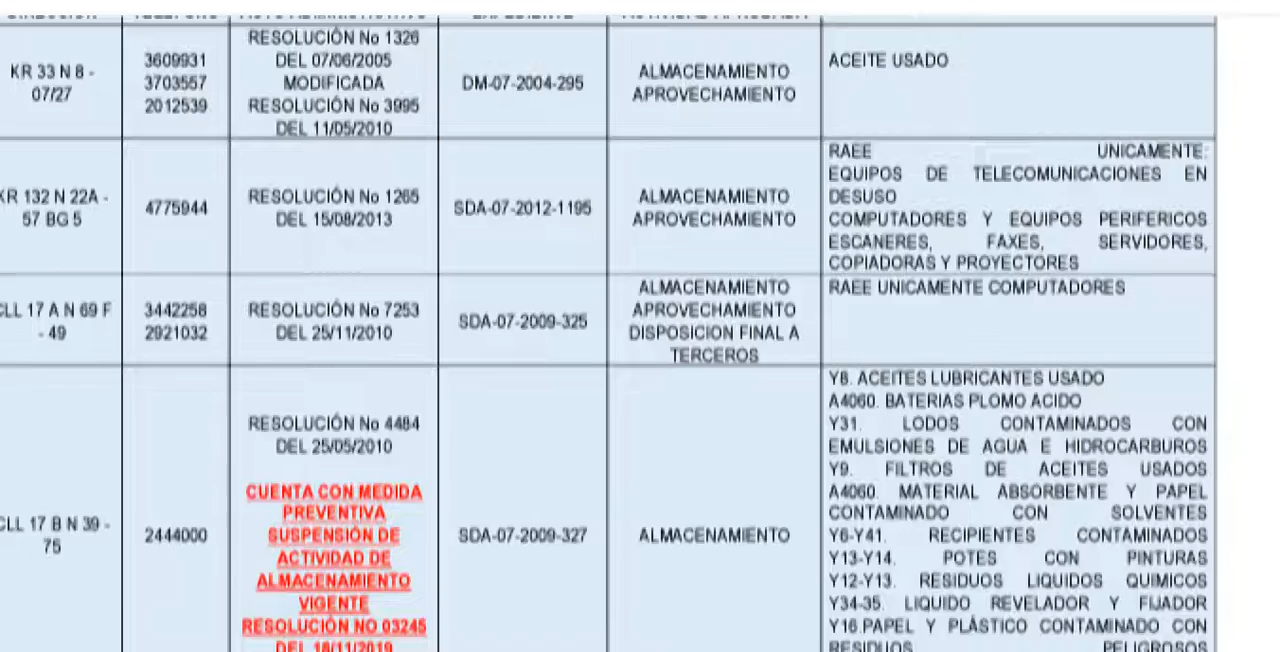 KR 33 N 8 -
07/27
3609931
3703557
2012539
RESOLUCIÓN No 1326
DEL 07/06/2005
MODIFICADA
RESOLUCIÓN No 3995
DEL 11/05/2010
DM-07-2004-295
ALMACENAMIENTO
APROVECHAMIENTO
ACEITE USADO
KR 132 N 22A -
57 BG 5
4775944
RESOLUCIÓN No 1265
DEL 15/08/2013
SDA-07-2012-1195
ALMACENAMIENTO
APROVECHAMIENTO
RAEE UNICAMENTE:
EQUIPOS DE TELECOMUNICACIONES EN
DESUSO
COMPUTADORES Y EQUIPOS PERIFERICOS
ESCANERES, FAXES, SERVIDORES,
COPIADORAS Y PROYECTORES
CLL 17 A N 69 F
- 49
3442258
2921032
RESOLUCIÓN No 7253
DEL 25/11/2010
SDA-07-2009-325
ALMACENAMIENTO
APROVECHAMIENTO
DISPOSICION FINAL A
TERCEROS
RAEE UNICAMENTE COMPUTADORES
CLL 17 B N 39 -
75
2444000
RESOLUCIÓN No 4484
DEL 25/05/2010
CUENTA CON MEDIDA
PREVENTIVA
SUSPENSIÓN DE
ACTIVIDAD DE
ALMACENAMIENTO
VIGENTE
RESOLUCIÓN NO 03245
DEL 18/11/2019
SDA-07-2009-327
ALMACENAMIENTO
Y8. ACEITES LUBRICANTES USADO
A4060. BATERIAS PLOMO ACIDO
Y31. LODOS CONTAMINADOS CON
EMULSIONES DE AGUA E HIDROCARBUROS
Y9. FILTROS DE ACEITES USADOS
A4060. MATERIAL ABSORBENTE Y PAPEL
CONTAMINADO CON SOLVENTES
Y6-Y41. RECIPIENTES CONTAMINADOS
Y13-Y14. POTES CON PINTURAS
Y12-Y13. RESIDUOS LIQUIDOS QUIMICOS
Y34-35. LIQUIDO REVELADOR Y FIJADOR
Y16.PAPEL Y PLÁSTICO CONTAMINADO CON
RESIDUOS PELIGROSOS